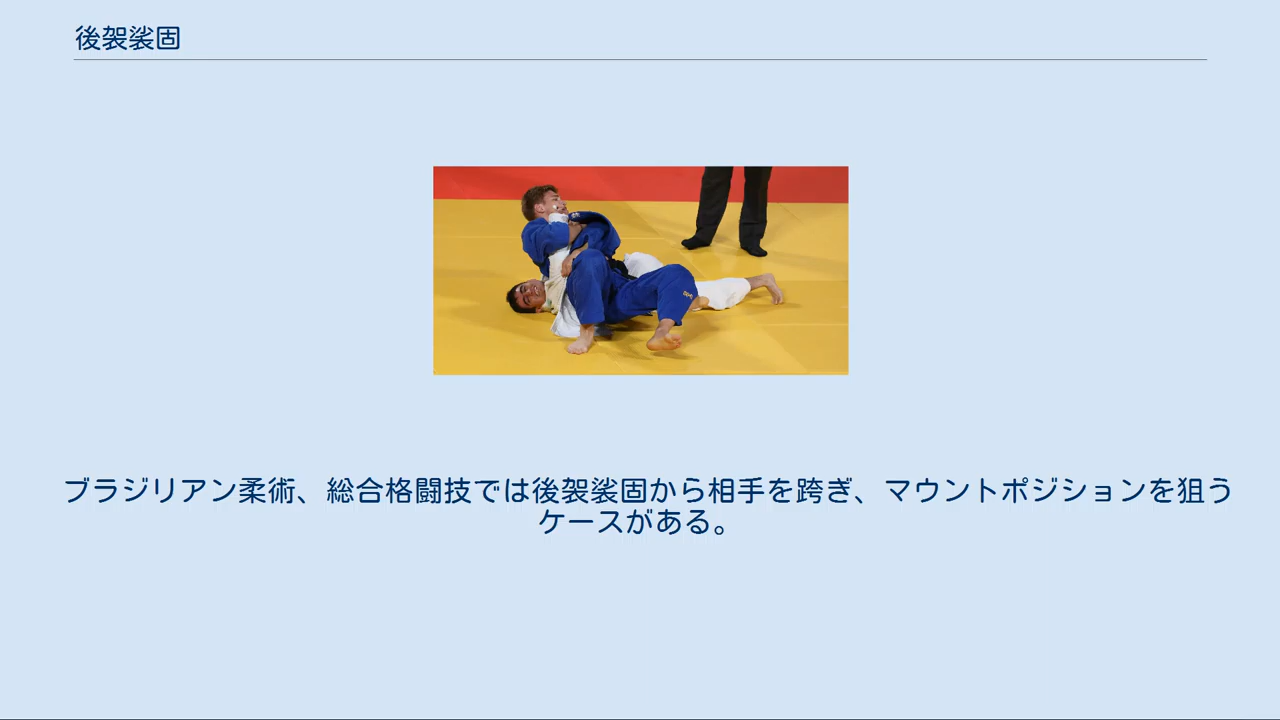 後袈裟固
ブラジリアン柔術、総合格闘技では後袈裟固から相手を跨ぎ、マウントポジションを狙う
ケースがある。